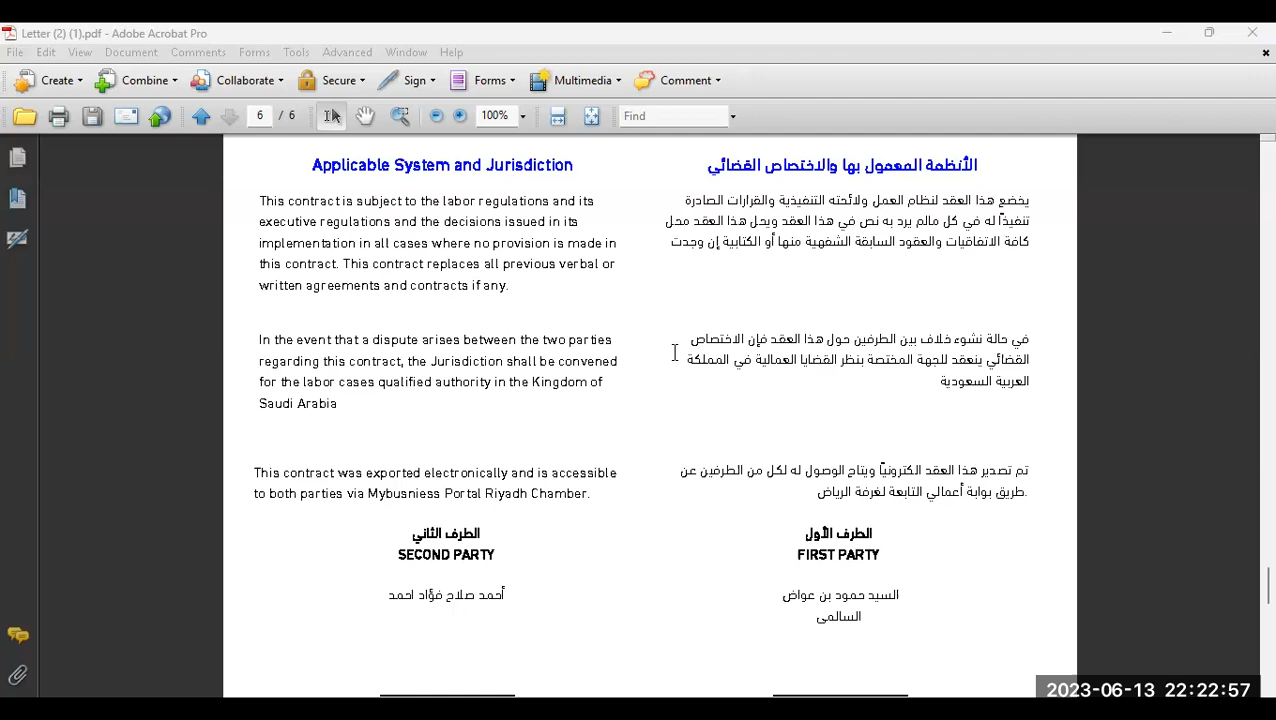 Letter (2) (1).pdf - Adobe Acrobat Pro
File Edit View Document Comments Forms Tools Advanced Window Help
Create Combine Collaborate Secure Sign Forms Multimedia Comment
6 / 6 100% Find
Applicable System and Jurisdiction
This contract is subject to the labor regulations and its
executive regulations and the decisions issued in its
implementation in all cases where no provision is made in
this contract. This contract replaces all previous verbal or
written agreements and contracts if any.
In the event that a dispute arises between the two parties
regarding this contract, the Jurisdiction shall be convened
for the labor cases qualified authority in the Kingdom of
Saudi Arabia
This contract was exported electronically and is accessible
to both parties via Mybusniess Portal Riyadh Chamber.
الطرف الثاني
SECOND PARTY
أحمد صلاح فؤاد احمد
الأنظمة المعمول بها والاختصاص القضائي
يخضع هذا العقد لنظام العمل ولائحته التنفيذية والقرارات الصادرة
تنفيذاً له في كل مالم يرد به نص في هذا العقد ويحل هذا العقد محل
كافة الاتفاقيات والعقود السابقة الشفهية منها أو الكتابية إن وجدت
في حالة نشوء خلاف بين الطرفين حول هذا العقد فإن الاختصاص
القضائي ينعقد للجهة المختصة بنظر القضايا العمالية في المملكة
العربية السعودية
تم تصدير هذا العقد الكترونياً ويتاح الوصول له لكل من الطرفين عن
.طريق بوابة أعمالي التابعة لغرفة الرياض
الطرف الأول
FIRST PARTY
السيد حمود بن عواض
السالمى
2023-06-13 22:22:57